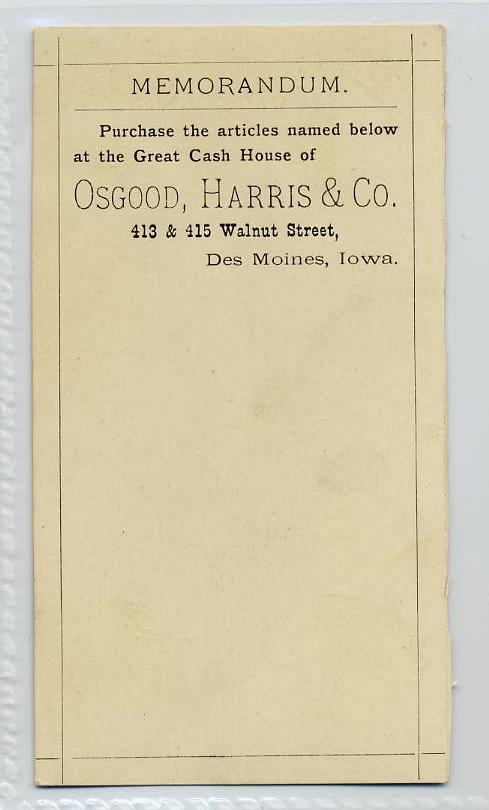 MEMORANDUM.
Purchase the articles named below
at the Great Cash House of
OSGOOD, HARRIS & CO.
413 & 415 Walnut Street,
Des Moines, Iowa.